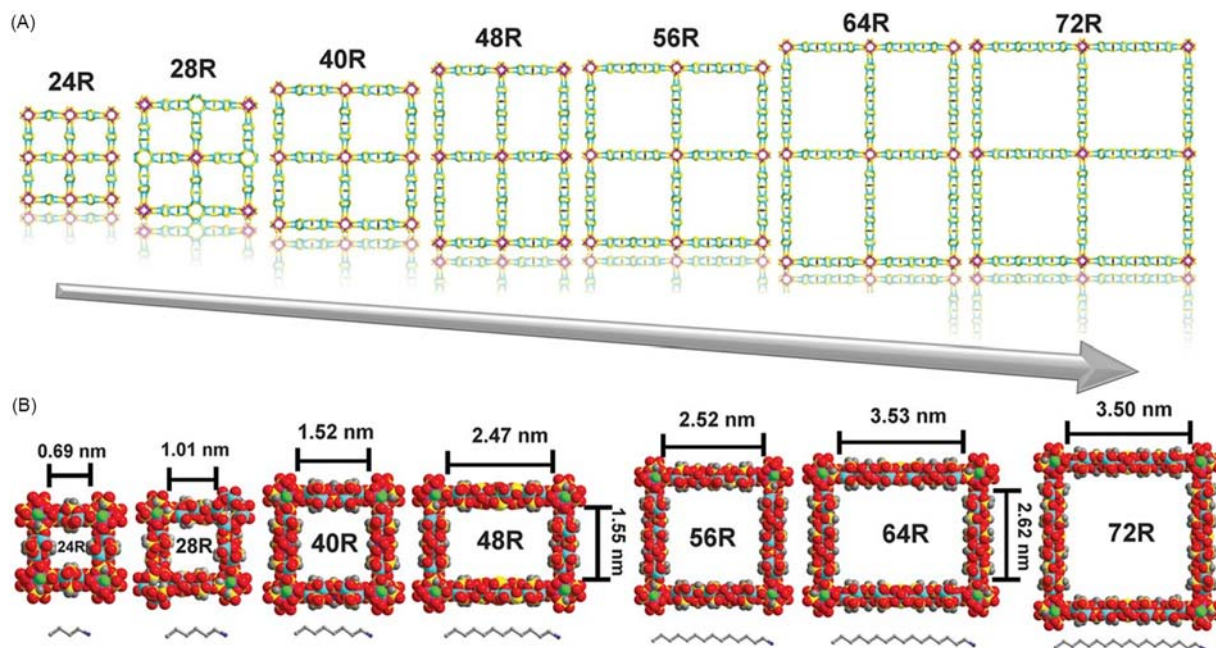 (A)
24R
28R
40R
48R
56R
64R
72R
(B)
0.69 nm
1.01 nm
1.52 nm
2.47 nm
2.52 nm
3.53 nm
3.50 nm
24R
28R
40R
48R
1.55 nm
56R
64R
2.62 nm
72R